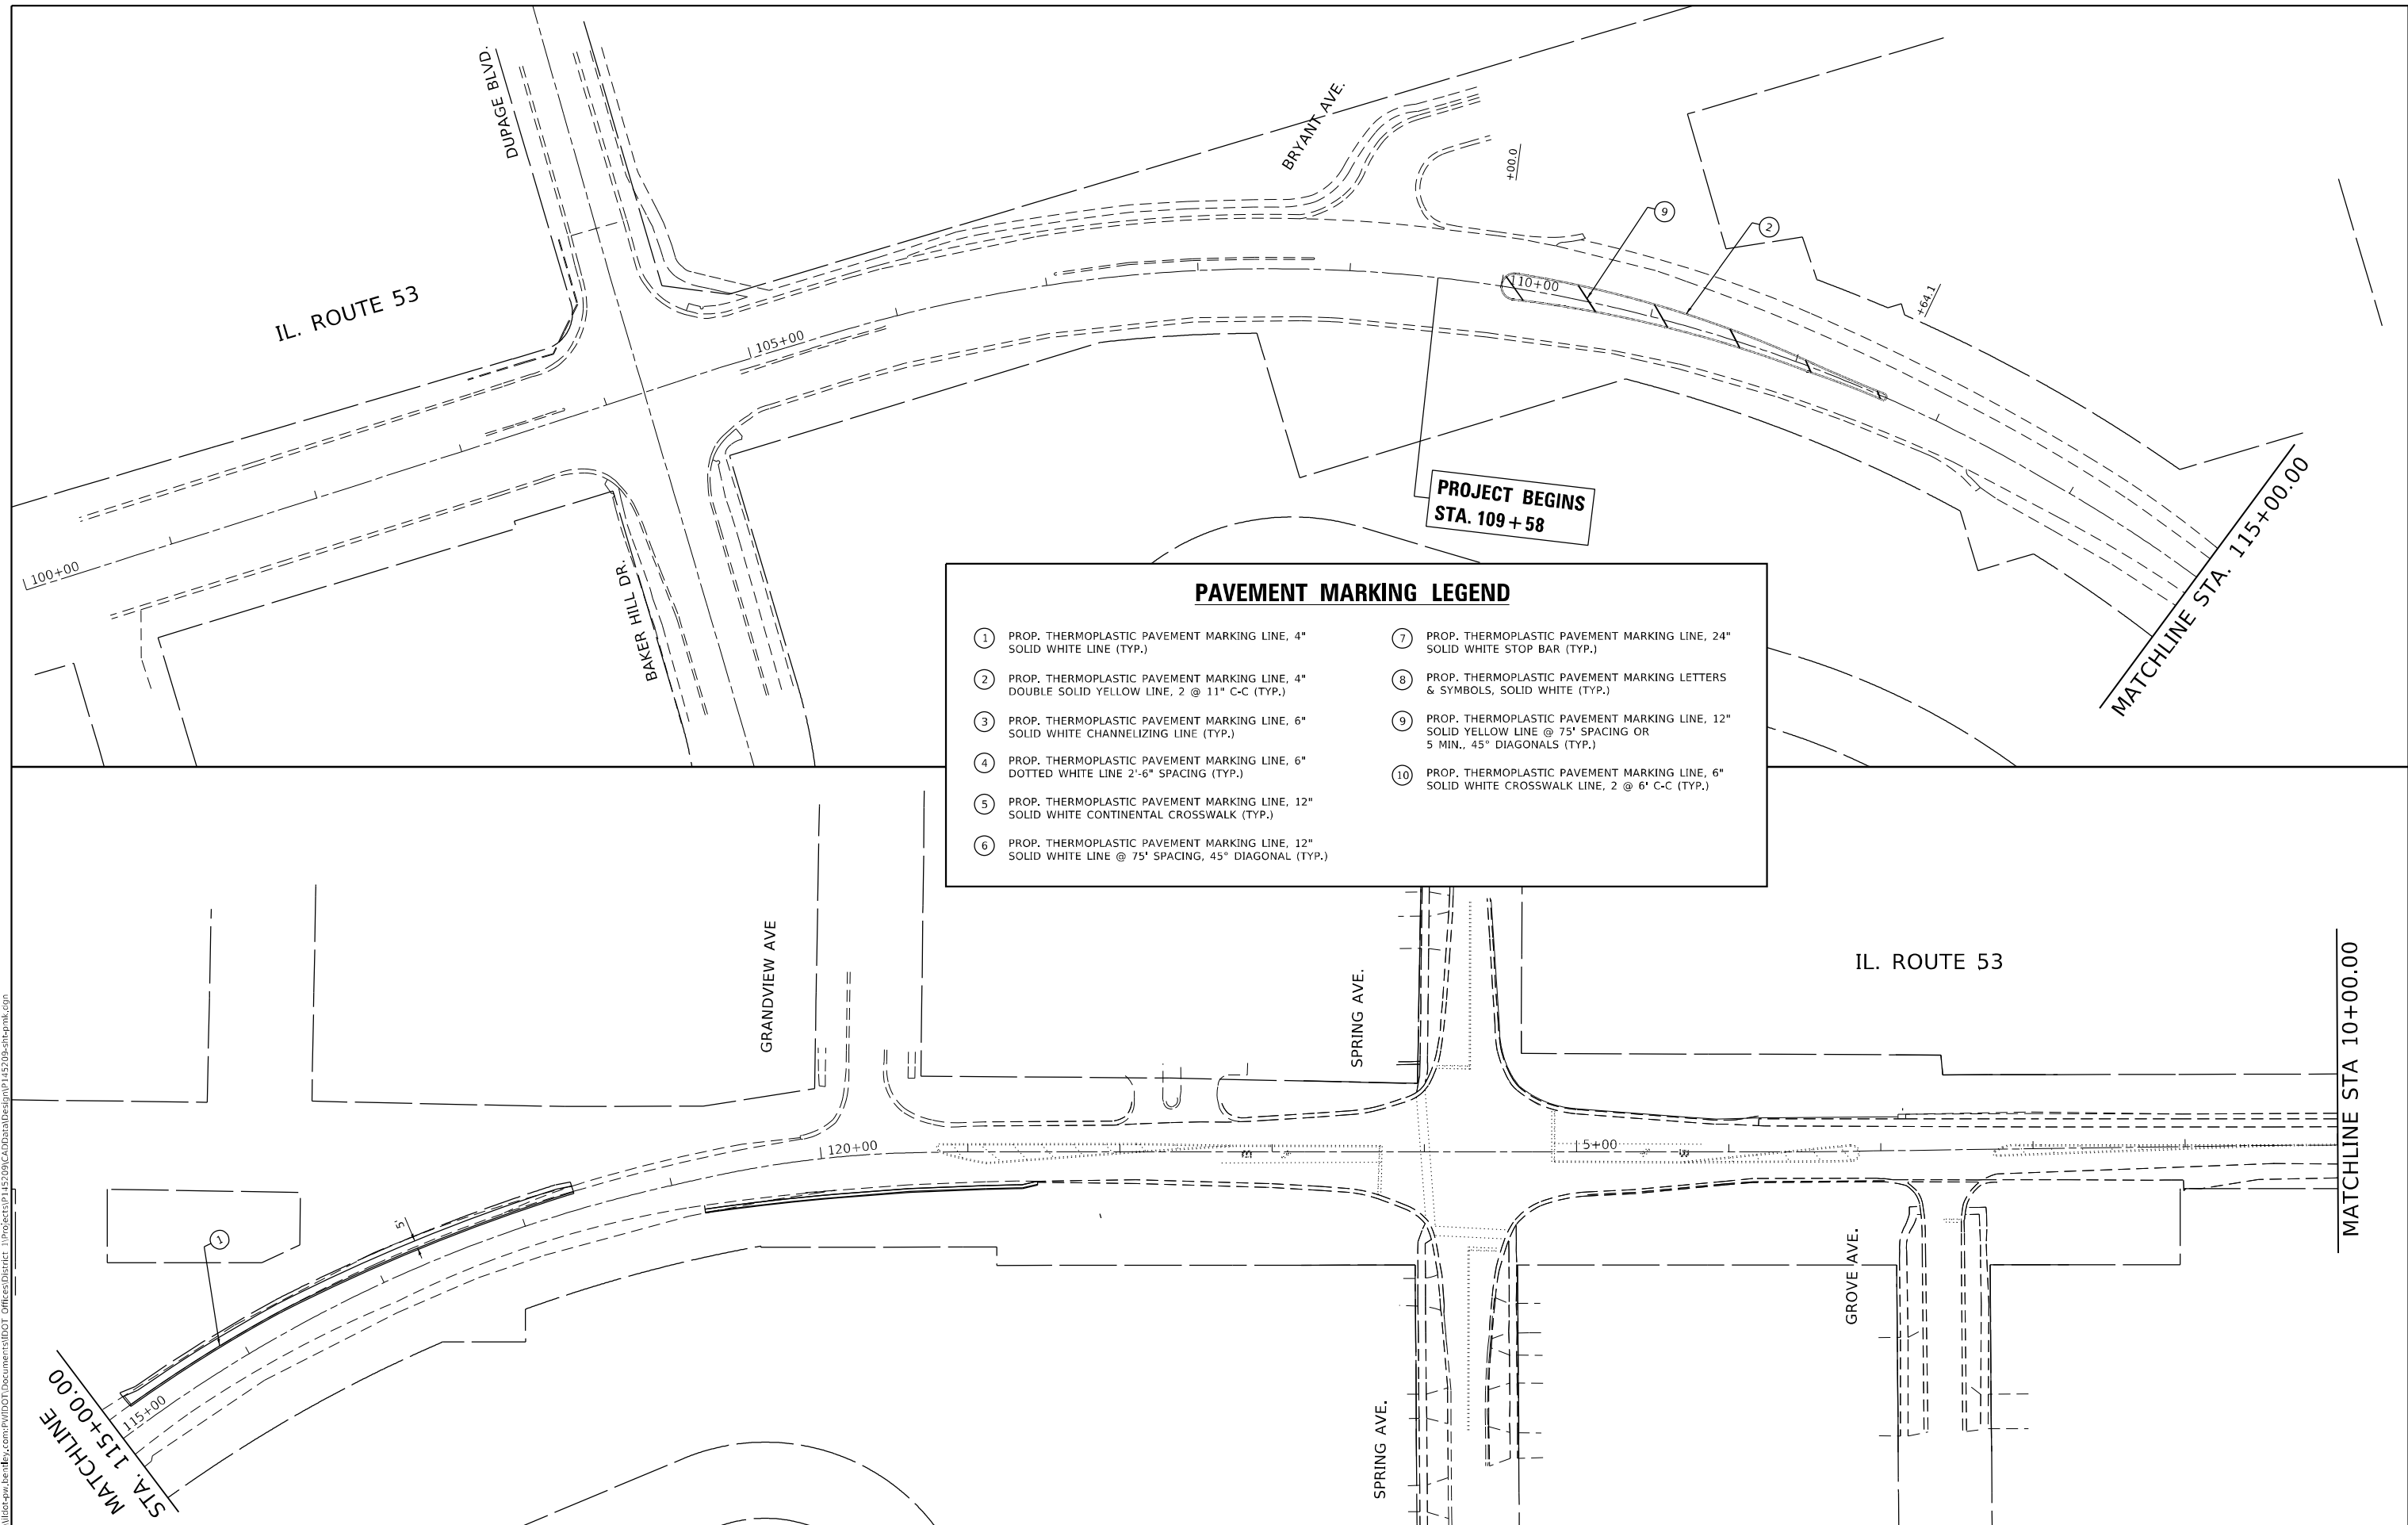 DUPAGE BLVD.
BRYANT AVE.
+00.0
9
2
IL. ROUTE 53
110+00
+64.1
105+00
100+00
BAKER HILL DR.
PROJECT BEGINS
STA. 109+58
MATCHLINE STA. 115+00.00
PAVEMENT MARKING LEGEND
1 PROP. THERMOPLASTIC PAVEMENT MARKING LINE, 4"
SOLID WHITE LINE (TYP.)
2 PROP. THERMOPLASTIC PAVEMENT MARKING LINE, 4"
DOUBLE SOLID YELLOW LINE, 2 @ 11" C-C (TYP.)
3 PROP. THERMOPLASTIC PAVEMENT MARKING LINE, 6"
SOLID WHITE CHANNELIZING LINE (TYP.)
4 PROP. THERMOPLASTIC PAVEMENT MARKING LINE, 6"
DOTTED WHITE LINE 2'-6" SPACING (TYP.)
5 PROP. THERMOPLASTIC PAVEMENT MARKING LINE, 12"
SOLID WHITE CONTINENTAL CROSSWALK (TYP.)
6 PROP. THERMOPLASTIC PAVEMENT MARKING LINE, 12"
SOLID WHITE LINE @ 75' SPACING, 45° DIAGONAL (TYP.)
7 PROP. THERMOPLASTIC PAVEMENT MARKING LINE, 24"
SOLID WHITE STOP BAR (TYP.)
8 PROP. THERMOPLASTIC PAVEMENT MARKING LETTERS
& SYMBOLS, SOLID WHITE (TYP.)
9 PROP. THERMOPLASTIC PAVEMENT MARKING LINE, 12"
SOLID YELLOW LINE @ 75' SPACING OR
5 MIN., 45° DIAGONALS (TYP.)
10 PROP. THERMOPLASTIC PAVEMENT MARKING LINE, 6"
SOLID WHITE CROSSWALK LINE, 2 @ 6' C-C (TYP.)
GRANDVIEW AVE
SPRING AVE.
IL. ROUTE 53
MATCHLINE STA 10+00.00
120+00
5+00
5'
1
GROVE AVE.
115+00
MATCHLINE
STA. 115+00.00
SPRING AVE.